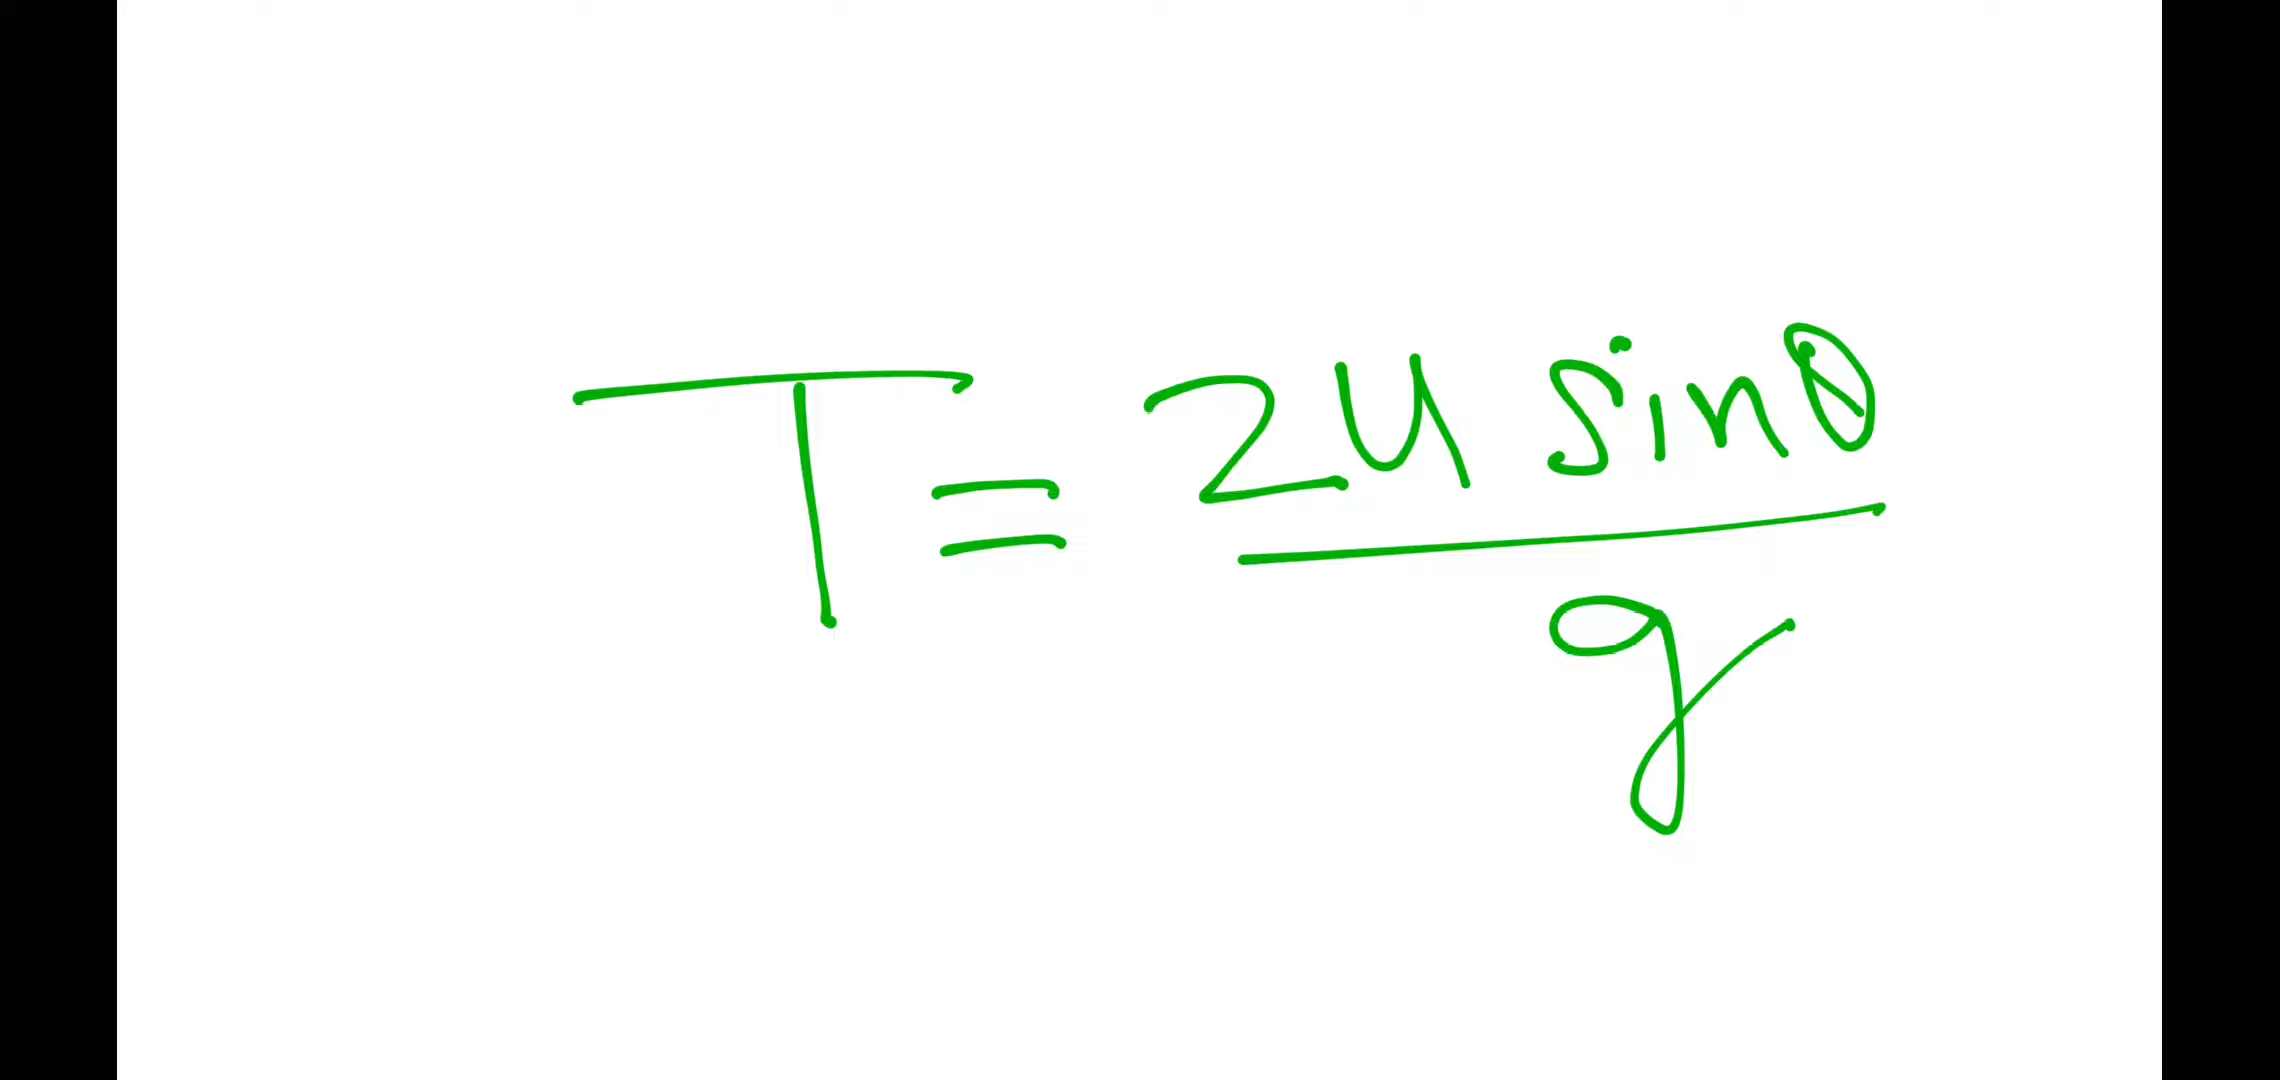 T = 2u sinθ
g